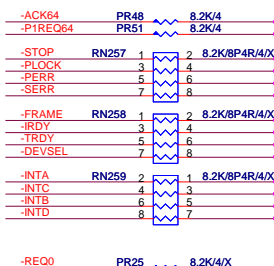 -ACK64 PR48 8.2K/4
-P1REQ64 PR51 8.2K/4
-STOP RN257 1 2 8.2K/8P4R/4/X
-PLOCK 3 4
-PERR 5 6
-SERR 7 8
-FRAME RN258 1 2 8.2K/8P4R/4/X
-IRDY 3 4
-TRDY 5 6
-DEVSEL 7 8
-INTA RN259 2 1 8.2K/8P4R/4/X
-INTC 4 3
-INTB 6 5
-INTD 8 7
-REQ0 PR25 8.2K/4/X